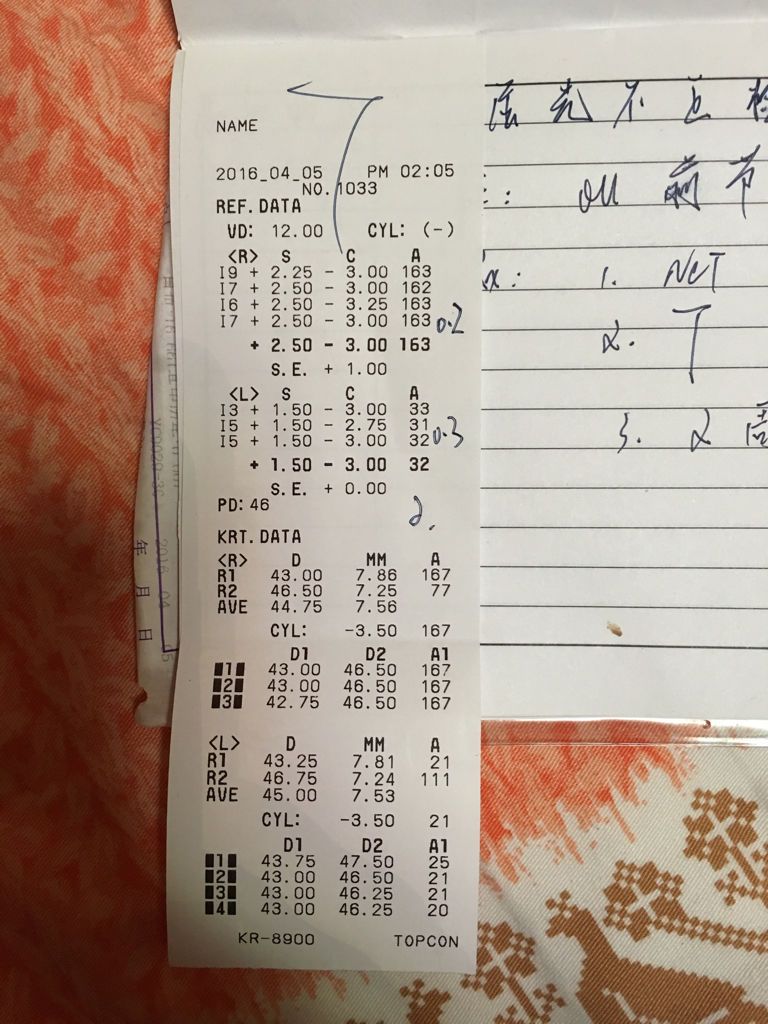 NAME
2016_04_05 PM 02:05
NO. 1033
REF. DATA
VD: 12.00 CYL: (-)
<R> S C A
I9 + 2.25 - 3.00 163
I7 + 2.50 - 3.00 162
I6 + 2.50 - 3.25 163
I7 + 2.50 - 3.00 163
0.2
+ 2.50 - 3.00 163
S.E. + 1.00
<L> S C A
I3 + 1.50 - 3.00 33
I5 + 1.50 - 2.75 31
I5 + 1.50 - 3.00 32
0.3
+ 1.50 - 3.00 32
S.E. + 0.00
PD: 46
2.
KRT. DATA
<R> D MM A
R1 43.00 7.86 167
R2 46.50 7.25 77
AVE 44.75 7.56
CYL: -3.50 167
D1 D2 A1
1 43.00 46.50 167
2 43.00 46.50 167
3 42.75 46.50 167
<L> D MM A
R1 43.25 7.81 21
R2 46.75 7.24 111
AVE 45.00 7.53
CYL: -3.50 21
D1 D2 A1
1 43.75 47.50 25
2 43.00 46.50 21
3 43.00 46.25 21
4 43.00 46.25 20
KR-8900 TOPCON
: OU 前节
: 1. NCT
2.
3. 2
年 月 日